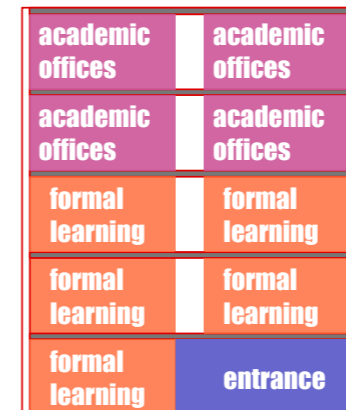 academic academic
offices offices
academic academic
offices offices
formal formal
learning learning
formal formal
learning learning
formal
learning
entrance